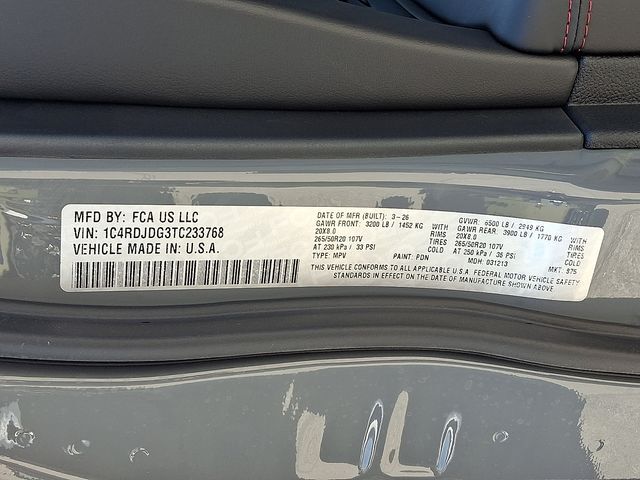 MFD BY: FCA US LLC
VIN: 1C4RDJDG3TC233768
VEHICLE MADE IN: U.S.A.
DATE OF MFR (BUILT): 3-26 GVWR: 6500 LB / 2949 KG
GAWR FRONT: 3200 LB / 1452 KG WITH GAWR REAR: 3900 LB / 1770 KG WITH
20X8.0 RIMS 20X8.0 RIMS
265/50R20 107V TIRES 265/50R20 107V TIRES
AT 230 kPa / 33 PSI COLD AT 250 kPa / 36 PSI COLD
TYPE: MPV PAINT: PDN MDH: 031213 MKT: 975
THIS VEHICLE CONFORMS TO ALL APPLICABLE U.S.A. FEDERAL MOTOR VEHICLE SAFETY
STANDARDS IN EFFECT ON THE DATE OF MANUFACTURE SHOWN ABOVE.